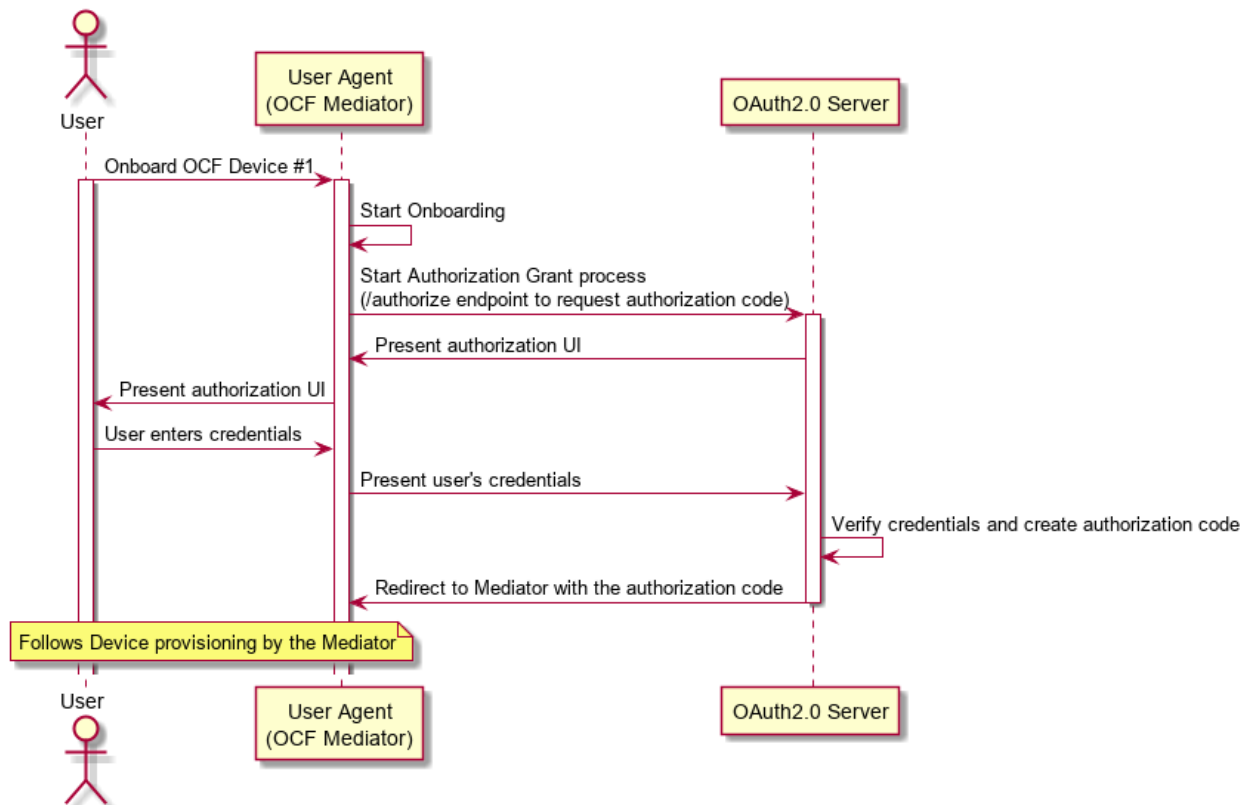 User
User Agent
(OCF Mediator)
OAuth2.0 Server
Onboard OCF Device #1
Start Onboarding
Start Authorization Grant process
(/authorize endpoint to request authorization code)
Present authorization UI
Present authorization UI
User enters credentials
Present user's credentials
Verify credentials and create authorization code
Redirect to Mediator with the authorization code
Follows Device provisioning by the Mediator
User
User Agent
(OCF Mediator)
OAuth2.0 Server